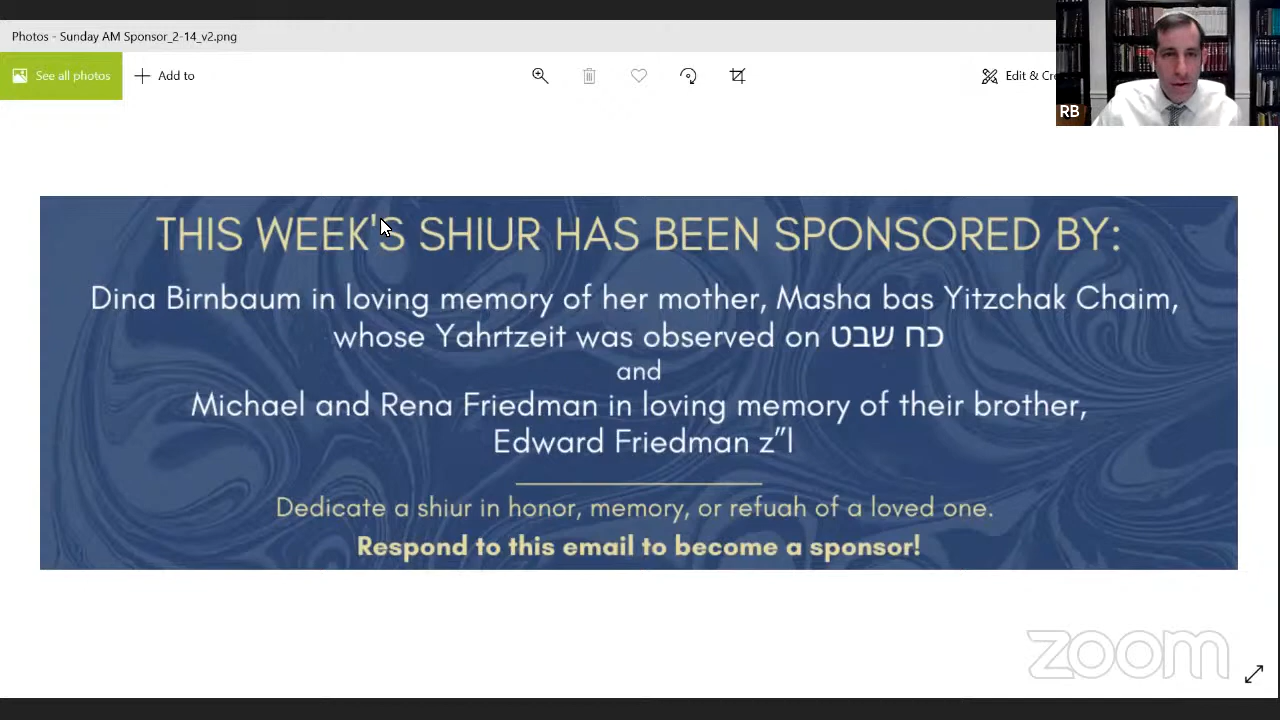 Photos - Sunday AM Sponsor_2-14_v2.png
See all photos
Add to
Edit & Cre
RB
THIS WEEK'S SHIUR HAS BEEN SPONSORED BY:
Dina Birnbaum in loving memory of her mother, Masha bas Yitzchak Chaim,
whose Yahrtzeit was observed on כח שבט
and
Michael and Rena Friedman in loving memory of their brother,
Edward Friedman z”l
Dedicate a shiur in honor, memory, or refuah of a loved one.
Respond to this email to become a sponsor!
zoom